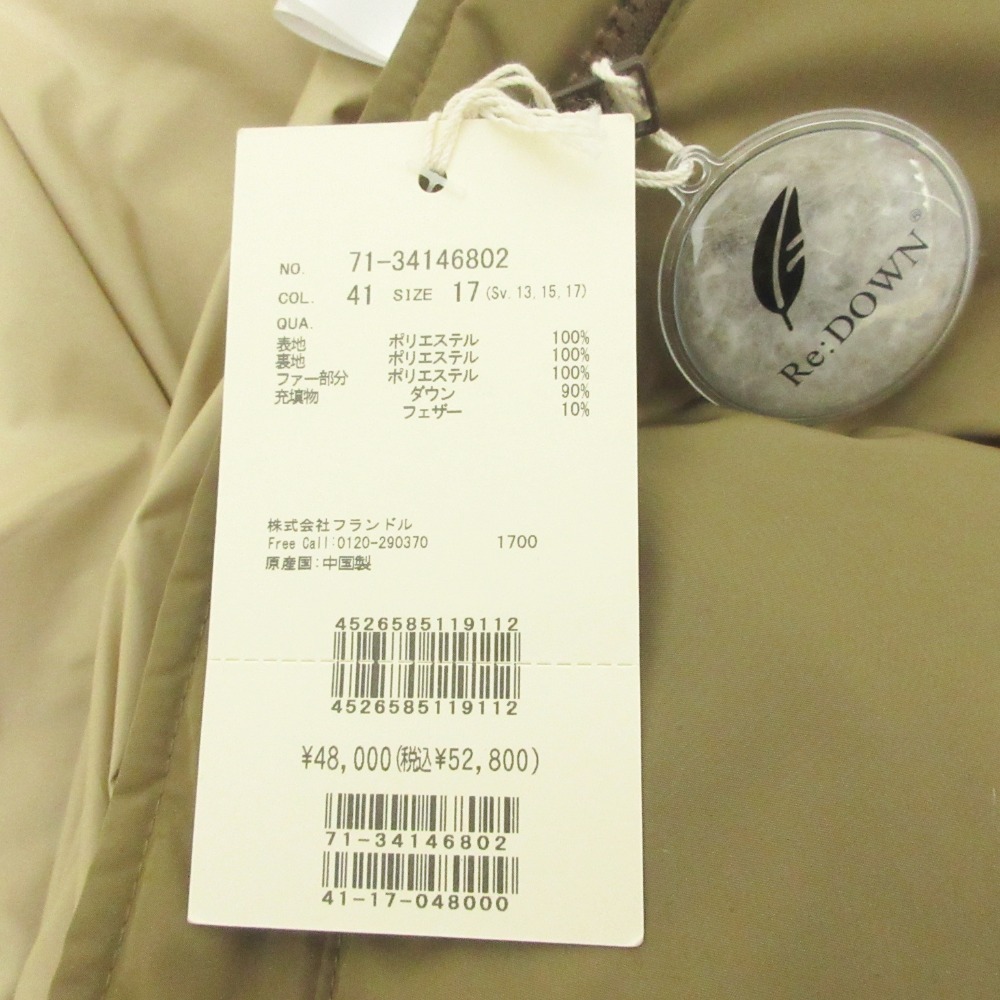 NO. 71-34146802
COL. 41 SIZE 17 (Sv. 13, 15, 17)
QUA.
表地 ポリエステル 100%
裏地 ポリエステル 100%
ファー部分 ポリエステル 100%
充填物 ダウン 90%
フェザー 10%
株式会社フランドル
Free Call:0120-290370 1700
原産国:中国製
4526585119112
4526585119112
¥48,000(税込¥52,800)
71-34146802
41-17-048000
Re:DOWN®